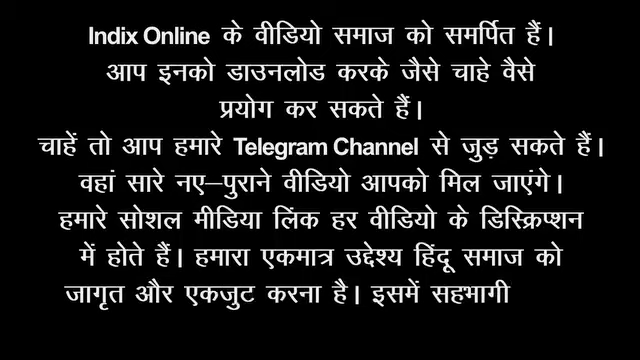 Indix Online के वीडियो समाज को समर्पित हैं।
आप इनको डाउनलोड करके जैसे चाहे वैसे
प्रयोग कर सकते हैं।
चाहें तो आप हमारे Telegram Channel से जुड़ सकते हैं।
वहां सारे नए–पुराने वीडियो आपको मिल जाएंगे।
हमारे सोशल मीडिया लिंक हर वीडियो के डिस्क्रिप्शन
में होते हैं। हमारा एकमात्र उद्देश्य हिंदू समाज को
जागृत और एकजुट करना है। इसमें सहभागी